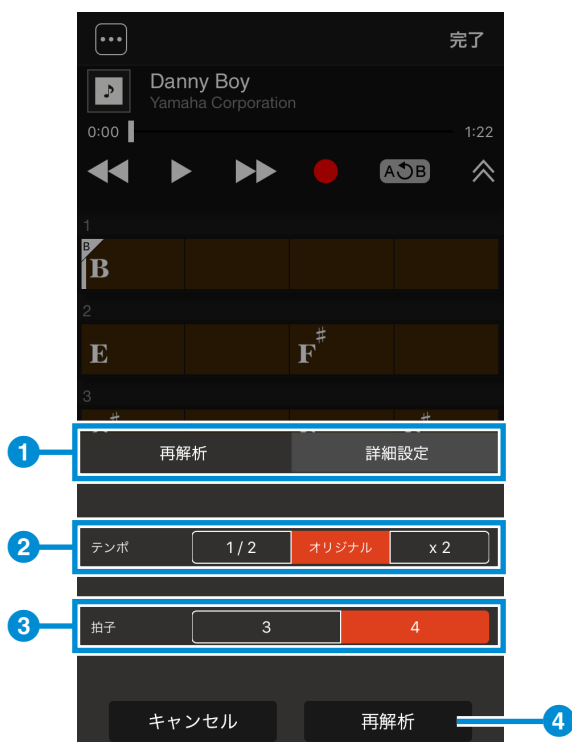 完了
Danny Boy
Yamaha Corporation
0:00 1:22
A B
1
B
B
2
E F#
3
1 再解析 詳細設定
2 テンポ 1/2 オリジナル x 2
3 拍子 3 4
キャンセル 再解析 4